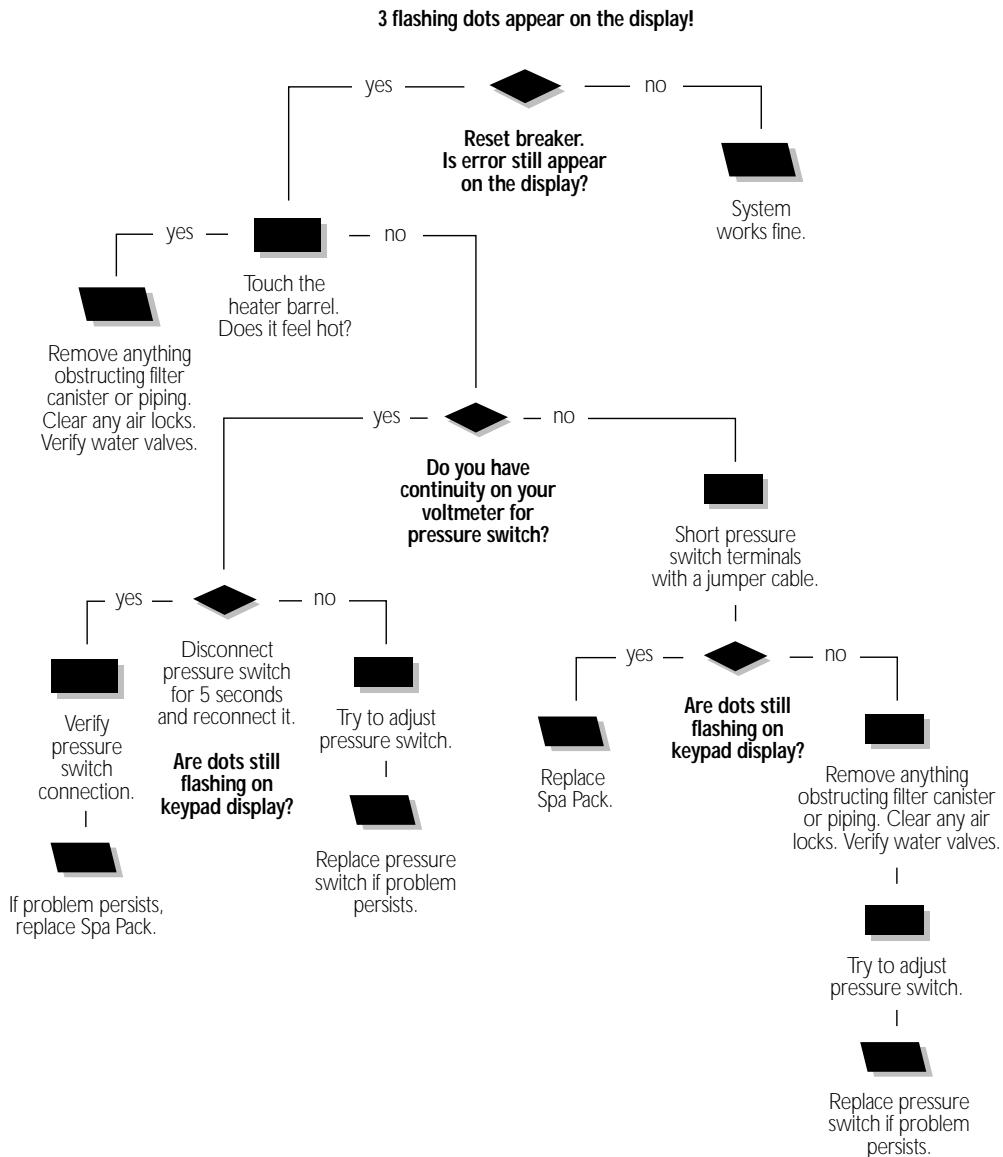 3 flashing dots appear on the display!
yes
no
Reset breaker.
Is error still appear
on the display?
System
works fine.
yes
no
Touch the
heater barrel.
Does it feel hot?
Remove anything
obstructing filter
canister or piping.
Clear any air locks.
Verify water valves.
yes
no
Do you have
continuity on your
voltmeter for
pressure switch?
Short pressure
switch terminals
with a jumper cable.
yes
no
Disconnect
pressure switch
for 5 seconds
and reconnect it.
Are dots still
flashing on
keypad display?
Verify
pressure
switch
connection.
If problem persists,
replace Spa Pack.
Try to adjust
pressure switch.
Replace pressure
switch if problem
persists.
yes
no
Are dots still
flashing on
keypad display?
Replace
Spa Pack.
Remove anything
obstructing filter canister
or piping. Clear any air
locks. Verify water valves.
Try to adjust
pressure switch.
Replace pressure
switch if problem
persists.